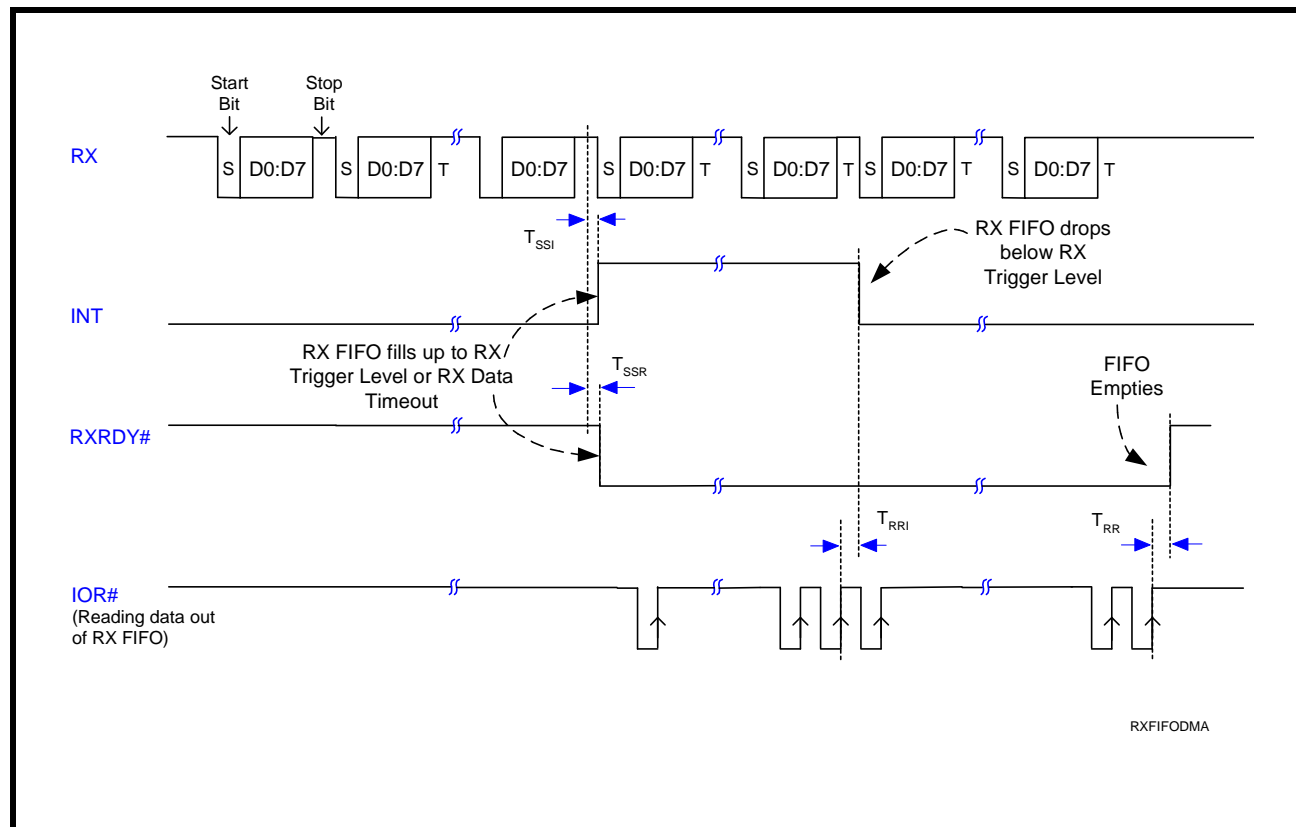 Start
Bit
Stop
Bit
RX
S D0:D7 S D0:D7 T D0:D7 S D0:D7 T S D0:D7 T S D0:D7 T S D0:D7 T
TSSI
RX FIFO drops
below RX
Trigger Level
INT
RX FIFO fills up to RX
Trigger Level or RX Data
Timeout
TSSR
FIFO
Empties
RXRDY#
TRRI
TRR
IOR#
(Reading data out
of RX FIFO)
RXFIFODMA